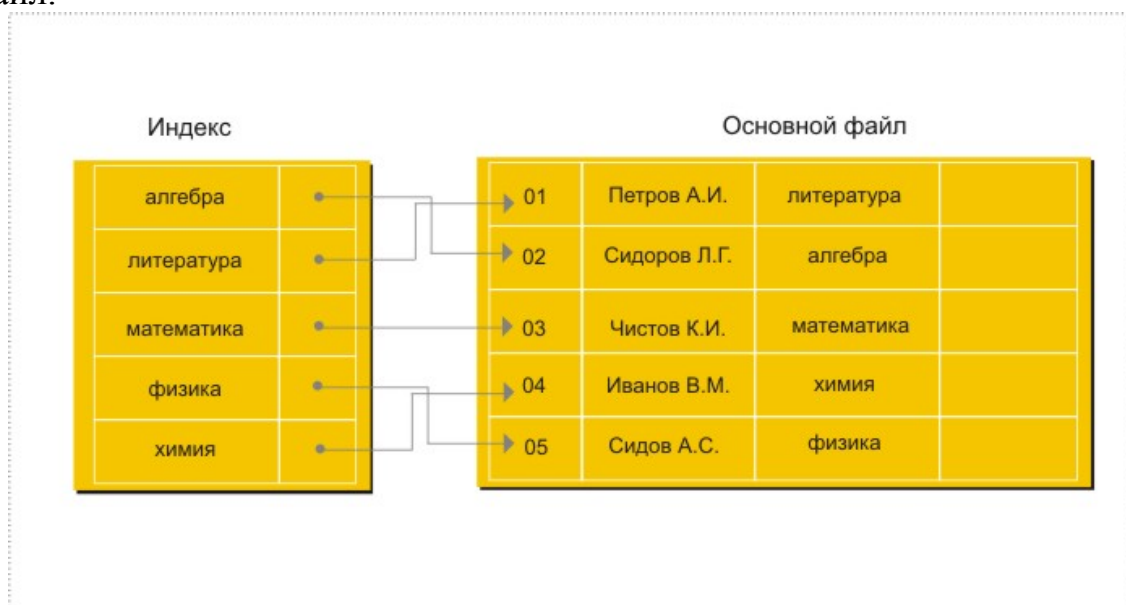 Индекс
Основной файл
алгебра
литература
математика
физика
химия
01 Петров А.И. литература
02 Сидоров Л.Г. алгебра
03 Чистов К.И. математика
04 Иванов В.М. химия
05 Сидов А.С. физика